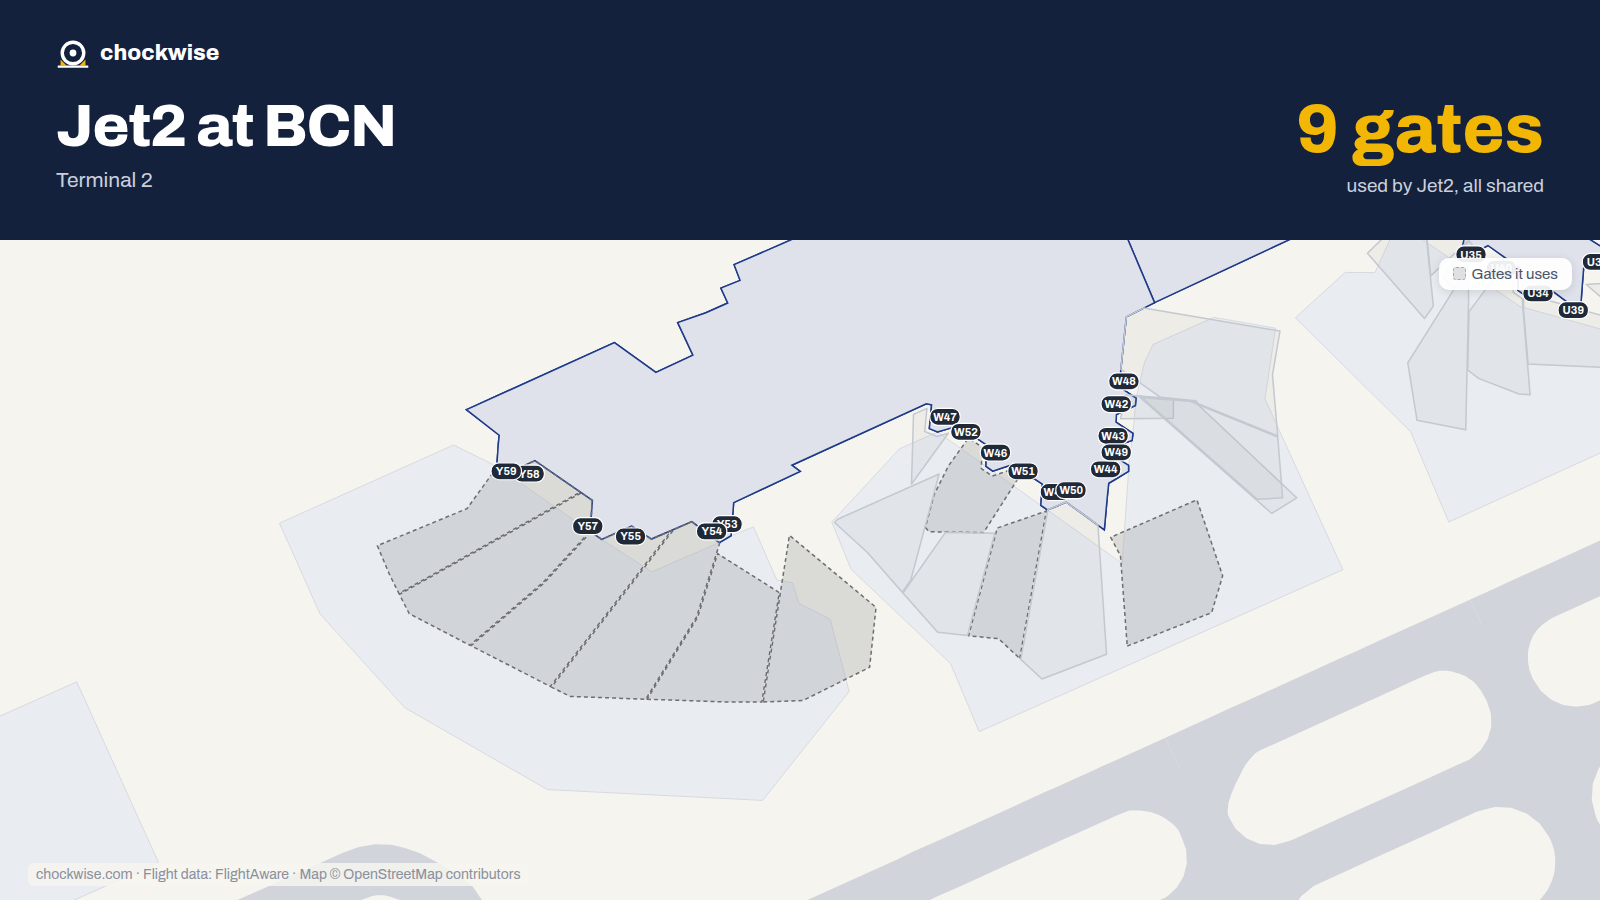 chockwise
Jet2 at BCN
Terminal 2
9 gates
used by Jet2, all shared
U35
Gates it uses
U34
U39
W48
W42
W47
W52
W43
W46
W49
W44
W51
W50
Y59
Y58
Y57
Y55
Y54
Y53
chockwise.com · Flight data: FlightAware · Map © OpenStreetMap contributors